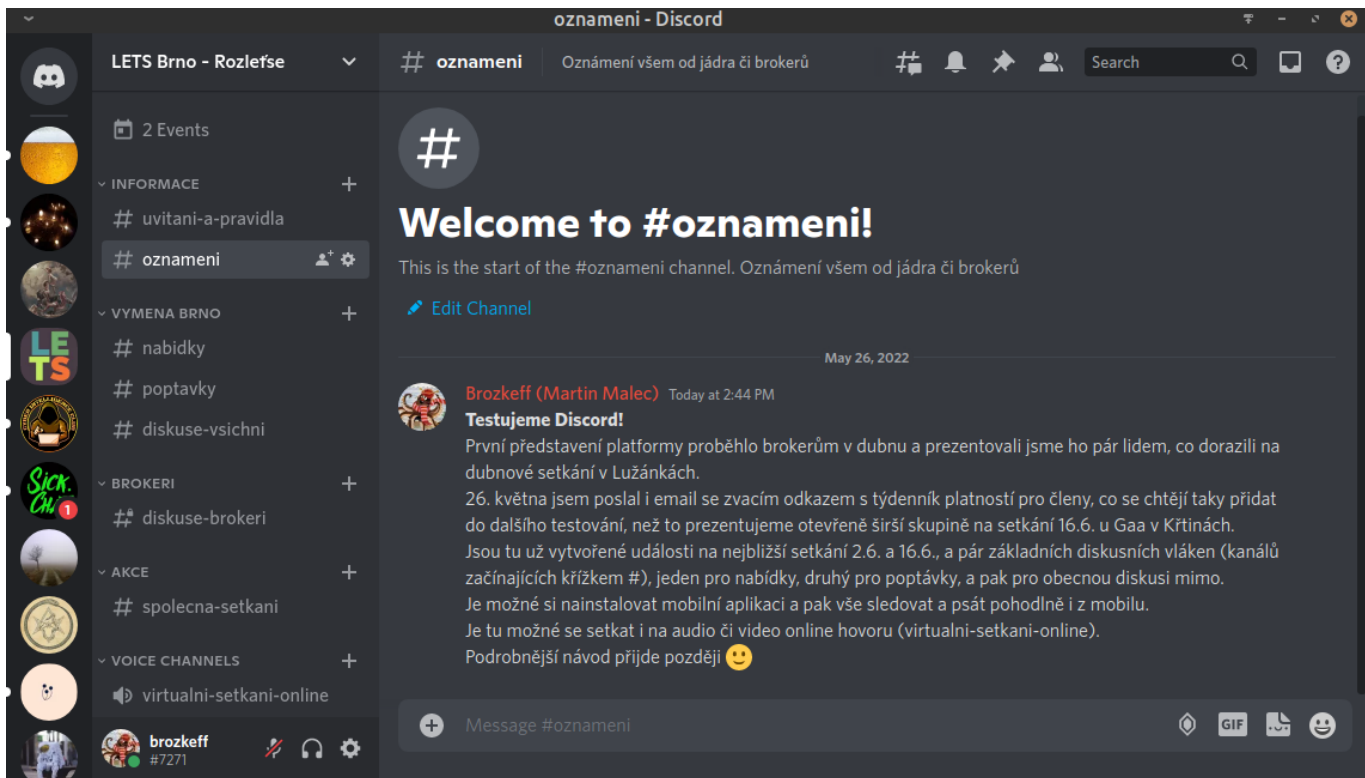 oznameni - Discord
LETS Brno - Rozleťse
2 Events
INFORMACE
# uvitani-a-pravidla
# oznameni
VYMENA BRNO
# nabidky
# poptavky
# diskuse-vsichni
BROKERI
# diskuse-brokeri
AKCE
# spolecna-setkani
VOICE CHANNELS
virtualni-setkani-online
brozkeff
#7271
LE
TS
SICK.
CH
1
# oznameni
Oznámení všem od jádra či brokerů
Search
#
Welcome to #oznameni!
This is the start of the #oznameni channel. Oznámení všem od jádra či brokerů
Edit Channel
May 26, 2022
Brozkeff (Martin Malec) Today at 2:44 PM
Testujeme Discord!
První představení platformy proběhlo brokerům v dubnu a prezentovali jsme ho pár lidem, co dorazili na
dubnové setkání v Lužánkách.
26. května jsem poslal i email se zvacím odkazem s týdenník platností pro členy, co se chtějí taky přidat
do dalšího testování, než to prezentujeme otevřeně širší skupině na setkání 16.6. u Gaa v Křtinách.
Jsou tu už vytvořené události na nejbližší setkání 2.6. a 16.6., a pár základních diskusních vláken (kanálů
začínajících křížkem #), jeden pro nabídky, druhý pro poptávky, a pak pro obecnou diskusi mimo.
Je možné si nainstalovat mobilní aplikaci a pak vše sledovat a psát pohodlně i z mobilu.
Je tu možné se setkat i na audio či video online hovoru (virtualni-setkani-online).
Podrobnější návod přijde později 🙂
Message #oznameni
GIF